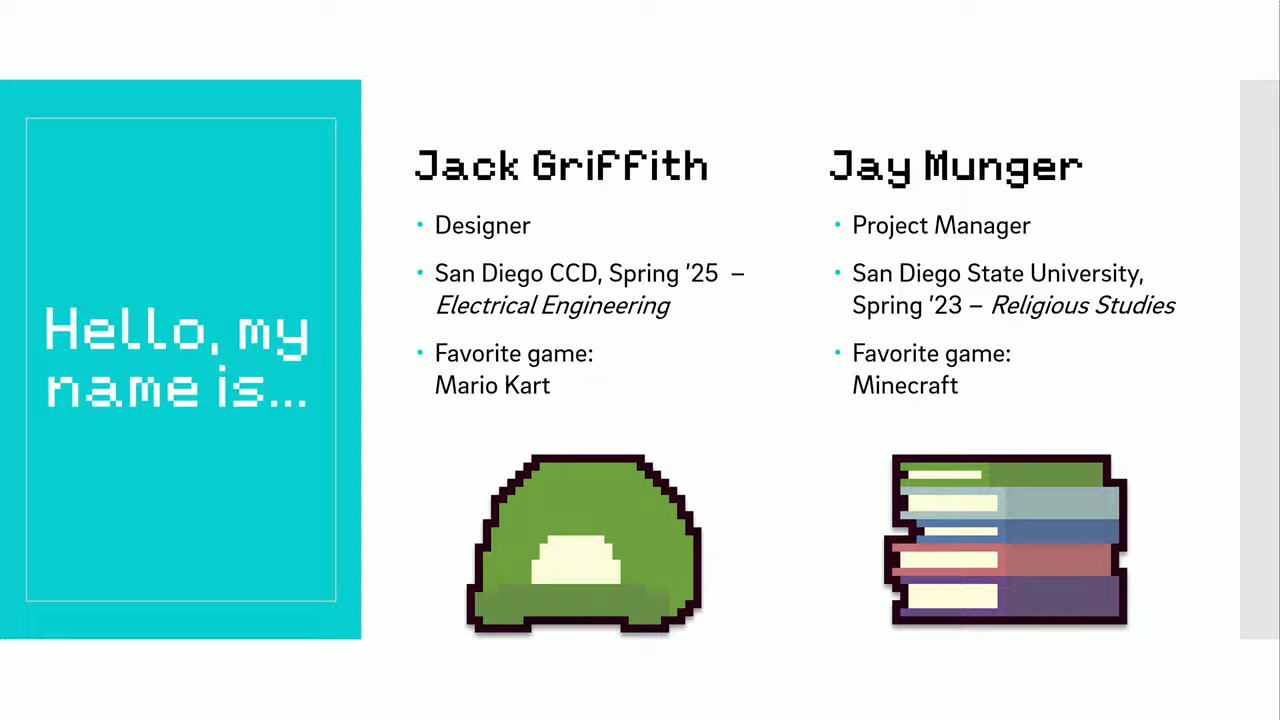 Hello, my
name is...
Jack Griffith
• Designer
• San Diego CCD, Spring ’25 –
Electrical Engineering
• Favorite game:
Mario Kart
Jay Munger
• Project Manager
• San Diego State University,
Spring ’23 – Religious Studies
• Favorite game:
Minecraft